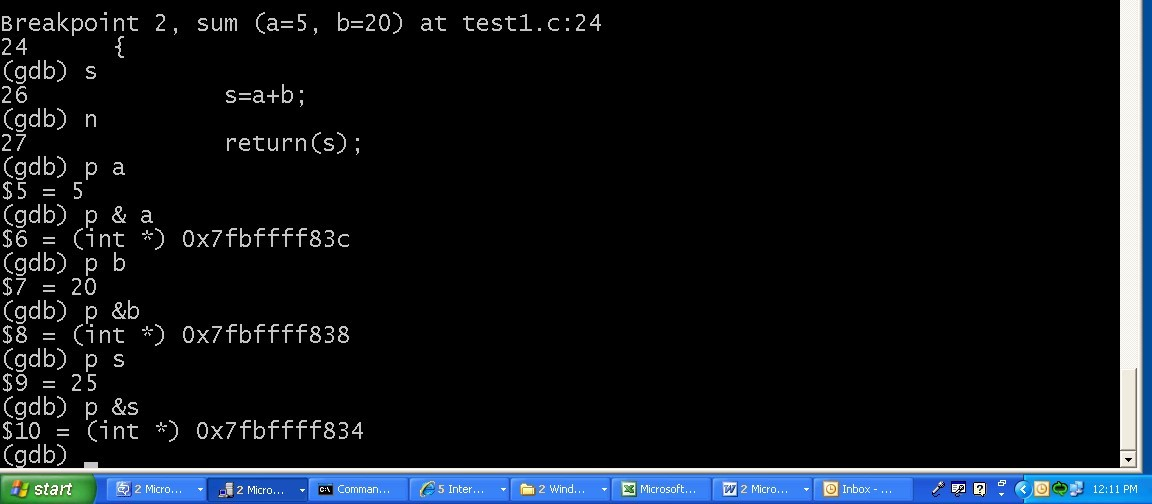 Breakpoint 2, sum (a=5, b=20) at test1.c:24
24 {
(gdb) s
26 s=a+b;
(gdb) n
27 return(s);
(gdb) p a
$5 = 5
(gdb) p & a
$6 = (int *) 0x7fbffff83c
(gdb) p b
$7 = 20
(gdb) p &b
$8 = (int *) 0x7fbffff838
(gdb) p s
$9 = 25
(gdb) p &s
$10 = (int *) 0x7fbffff834
(gdb)
start 2 Micro... 2 Micro... Comman... 5 Inter... 2 Wind... Microsoft... 2 Micro... Inbox - ... 12:11 PM